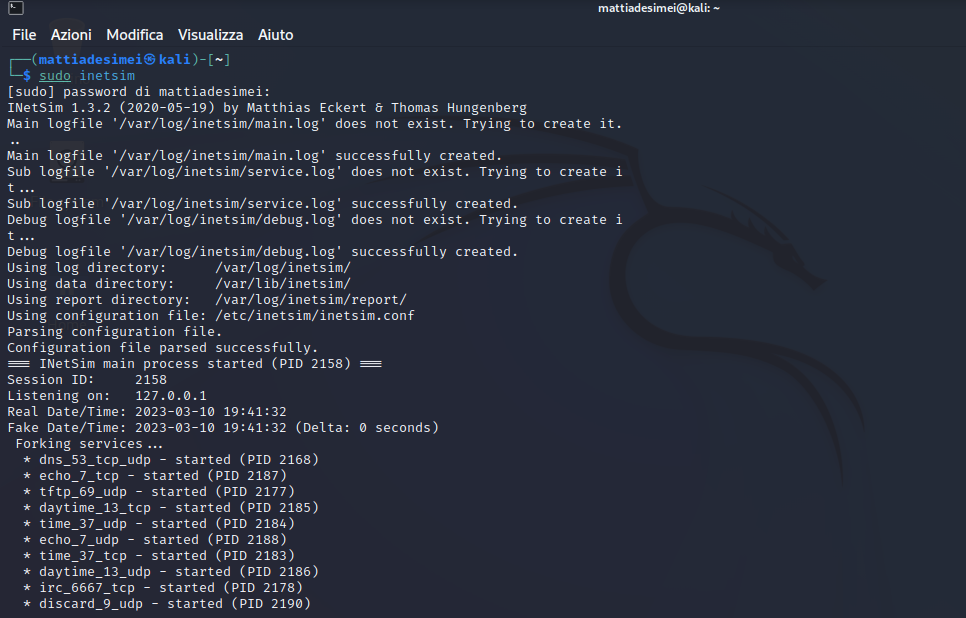 mattiadesimei@kali: ~
File Azioni Modifica Visualizza Aiuto
┌──(mattiadesimei㉿kali)-[~]
└─$ sudo inetsim
[sudo] password di mattiadesimei:
INetSim 1.3.2 (2020-05-19) by Matthias Eckert & Thomas Hungenberg
Main logfile '/var/log/inetsim/main.log' does not exist. Trying to create it.
..
Main logfile '/var/log/inetsim/main.log' successfully created.
Sub logfile '/var/log/inetsim/service.log' does not exist. Trying to create i
t...
Sub logfile '/var/log/inetsim/service.log' successfully created.
Debug logfile '/var/log/inetsim/debug.log' does not exist. Trying to create i
t...
Debug logfile '/var/log/inetsim/debug.log' successfully created.
Using log directory:      /var/log/inetsim/
Using data directory:     /var/lib/inetsim/
Using report directory:   /var/log/inetsim/report/
Using configuration file: /etc/inetsim/inetsim.conf
Parsing configuration file.
Configuration file parsed successfully.
=== INetSim main process started (PID 2158) ===
Session ID:     2158
Listening on:   127.0.0.1
Real Date/Time: 2023-03-10 19:41:32
Fake Date/Time: 2023-03-10 19:41:32 (Delta: 0 seconds)
 Forking services...
  * dns_53_tcp_udp - started (PID 2168)
  * echo_7_tcp - started (PID 2187)
  * tftp_69_udp - started (PID 2177)
  * daytime_13_tcp - started (PID 2185)
  * time_37_udp - started (PID 2184)
  * echo_7_udp - started (PID 2188)
  * time_37_tcp - started (PID 2183)
  * daytime_13_udp - started (PID 2186)
  * irc_6667_tcp - started (PID 2178)
  * discard_9_udp - started (PID 2190)